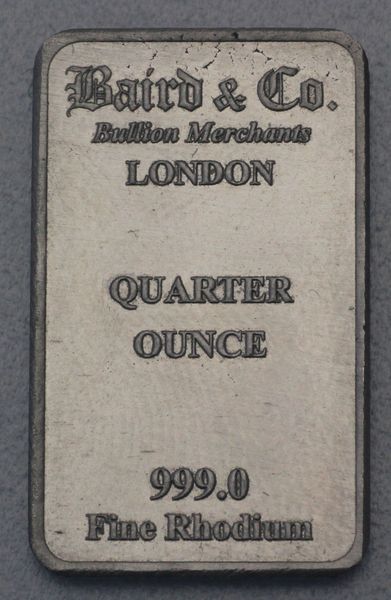 Baird & Co.
Bullion Merchants
LONDON
QUARTER
OUNCE
999.0
Fine Rhodium